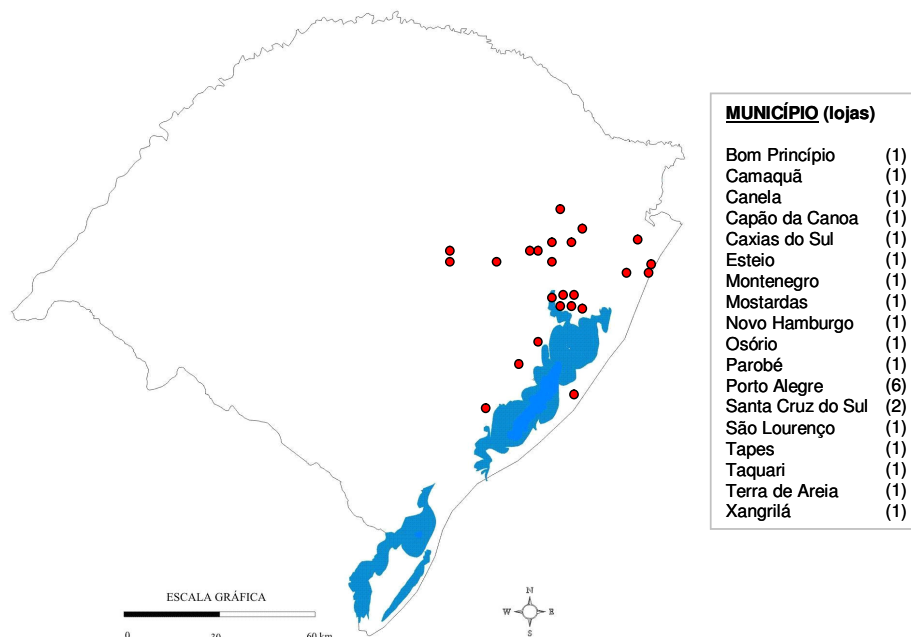 MUNICÍPIO (lojas)
Bom Princípio (1)
Camaquã (1)
Canela (1)
Capão da Canoa (1)
Caxias do Sul (1)
Esteio (1)
Montenegro (1)
Mostardas (1)
Novo Hamburgo (1)
Osório (1)
Parobé (1)
Porto Alegre (6)
Santa Cruz do Sul (2)
São Lourenço (1)
Tapes (1)
Taquari (1)
Terra de Areia (1)
Xangrilá (1)
ESCALA GRÁFICA
0 30 60 km
N
W E
S